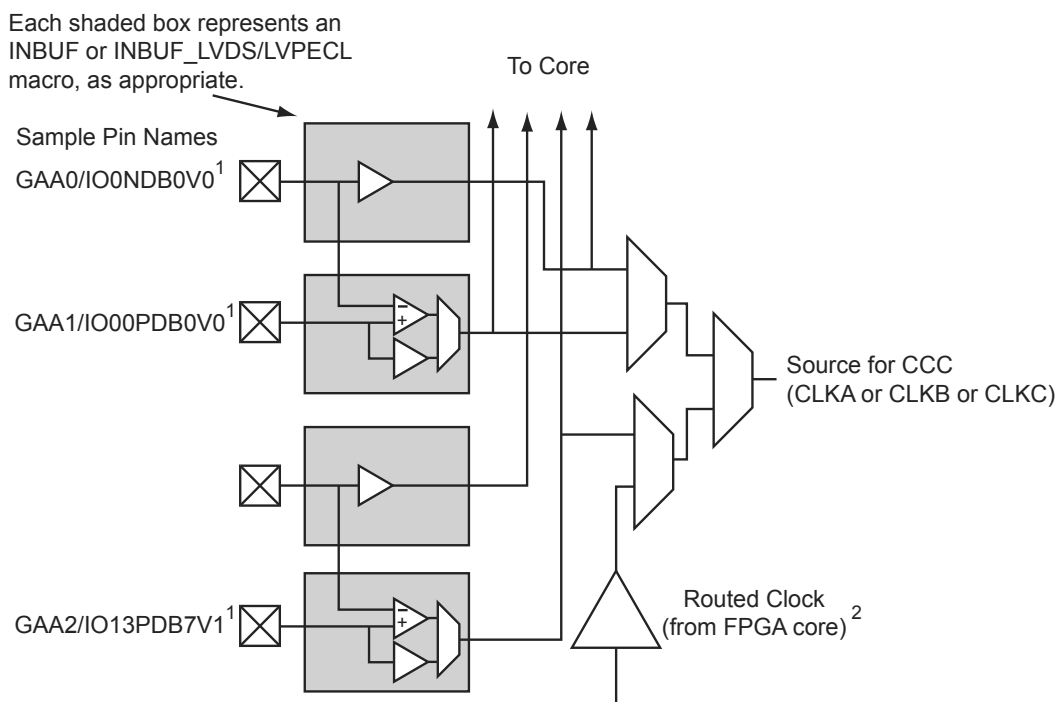 Each shaded box represents an
INBUF or INBUF_LVDS/LVPECL
macro, as appropriate.
To Core
Sample Pin Names
GAA0/IO0NDB0V0¹
GAA1/IO00PDB0V0¹
−
+
Source for CCC
(CLKA or CLKB or CLKC)
GAA2/IO13PDB7V1¹
−
+
Routed Clock
(from FPGA core)²